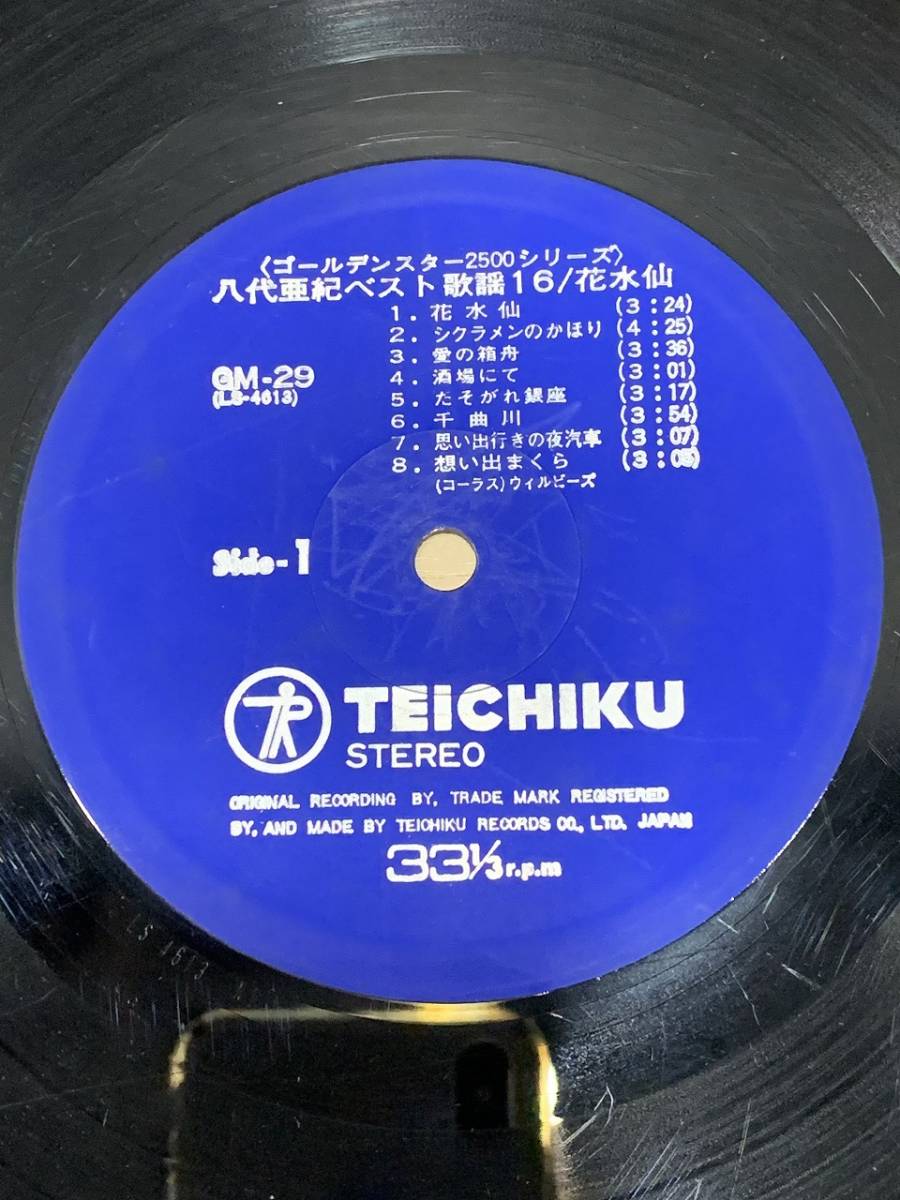 〈ゴールデンスター2500シリーズ〉
八代亜紀ベスト歌謡16/花水仙
1. 花水仙 (3:24)
2. シクラメンのかほり (4:25)
3. 愛の箱舟 (3:36)
4. 酒場にて (3:01)
5. たそがれ銀座 (3:17)
6. 千曲川 (3:54)
7. 思い出行きの夜汽車 (3:07)
8. 想い出まくら
(コーラス)ウィルビーズ
GM-29
(LS-4613)
Side-1
TEICHIKU
STEREO
ORIGINAL RECORDING BY, TRADE MARK REGISTERED
BY, AND MADE BY TEICHIKU RECORDS CO., LTD. JAPAN
33⅓ r.p.m
LS 4613